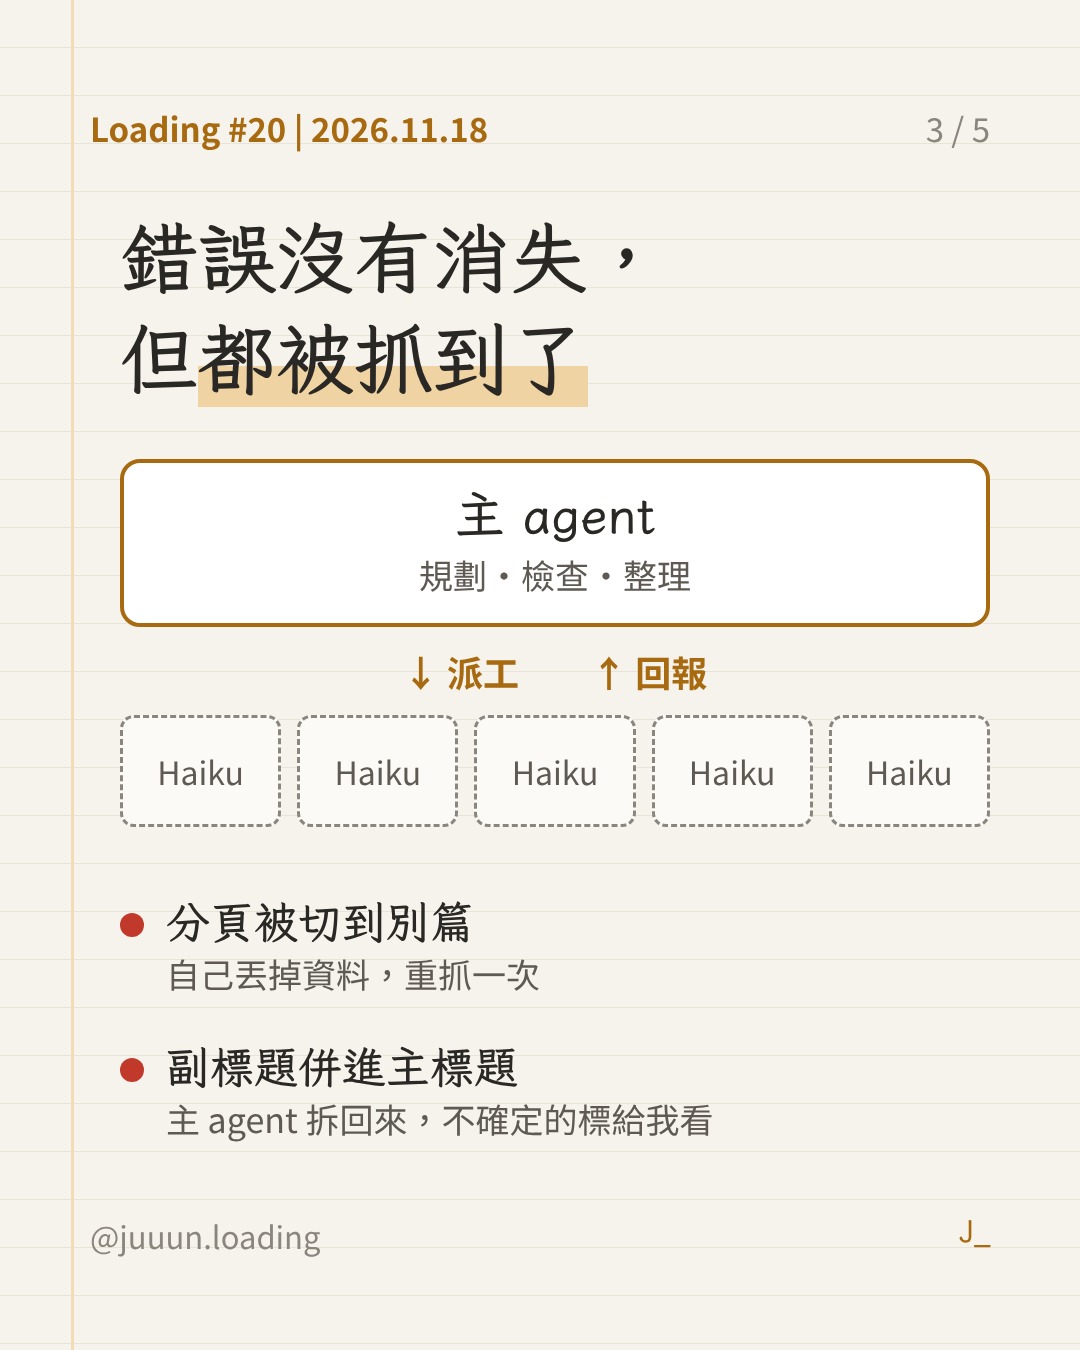 Loading #20 | 2026.11.18
3 / 5
錯誤沒有消失，
但都被抓到了
主 agent
規劃・檢查・整理
↓ 派工 ↑ 回報
Haiku Haiku Haiku Haiku Haiku
分頁被切到別篇
自己丟掉資料，重抓一次
副標題併進主標題
主 agent 拆回來，不確定的標給我看
@juuun.loading
J_